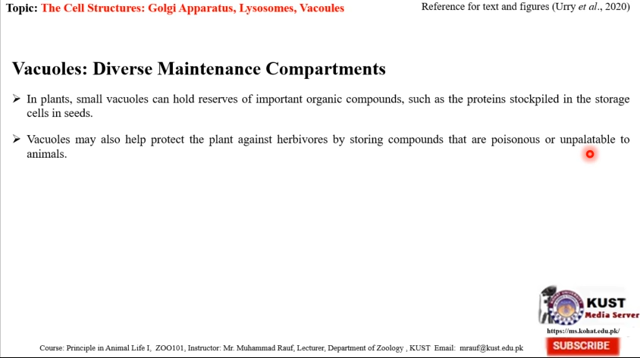 Topic: The Cell Structures: Golgi Apparatus, Lysosomes, Vacoules
Reference for text and figures (Urry et al., 2020)
Vacuoles: Diverse Maintenance Compartments
➢ In plants, small vacuoles can hold reserves of important organic compounds, such as the proteins stockpiled in the storage
cells in seeds.
➢ Vacuoles may also help protect the plant against herbivores by storing compounds that are poisonous or unpalatable to
animals.
KUST
Media Server
https://ms.kohat.edu.pk/
SUBSCRIBE
Course: Principle in Animal Life I, ZOO101, Instructor: Mr. Muhammad Rauf, Lecturer, Department of Zoology , KUST Email: mrauf@kust.edu.pk